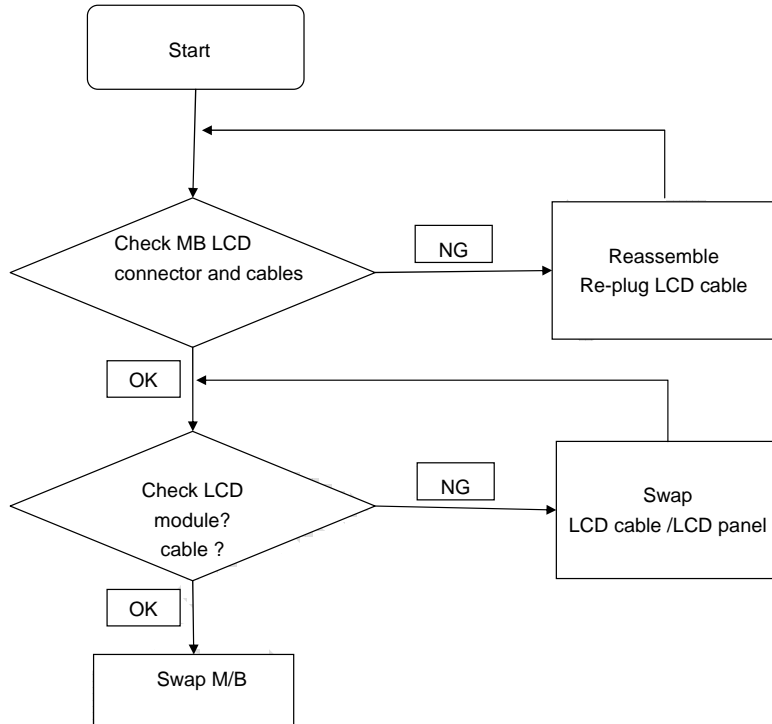 Start
Check MB LCD
connector and cables
NG
Reassemble
Re-plug LCD cable
OK
Check LCD
module?
cable ?
NG
Swap
LCD cable /LCD panel
OK
Swap M/B